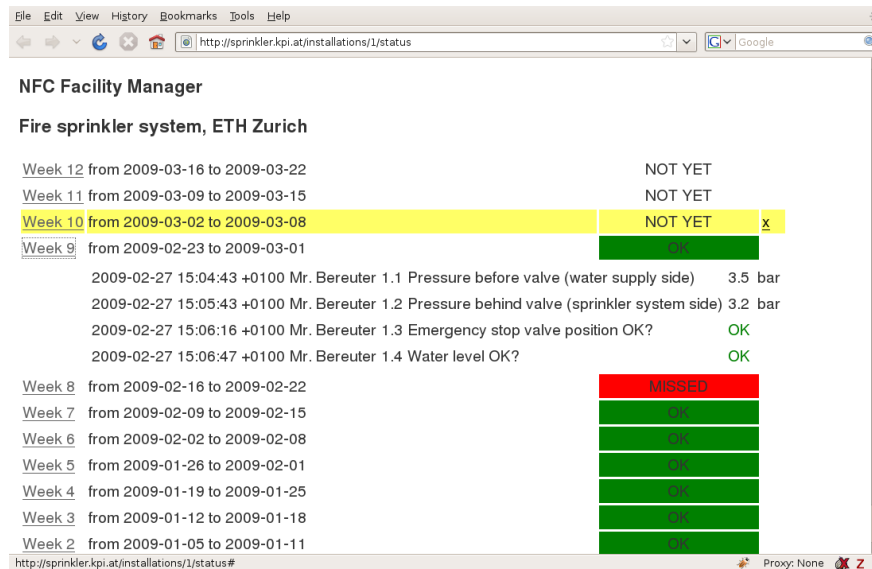 File Edit View History Bookmarks Tools Help
http://sprinkler.kpi.at/installations/1/status G Google
NFC Facility Manager
Fire sprinkler system, ETH Zurich
Week 12 from 2009-03-16 to 2009-03-22 NOT YET
Week 11 from 2009-03-09 to 2009-03-15 NOT YET
Week 10 from 2009-03-02 to 2009-03-08 NOT YET x
Week 9 from 2009-02-23 to 2009-03-01 OK
2009-02-27 15:04:43 +0100 Mr. Bereuter 1.1 Pressure before valve (water supply side) 3.5 bar
2009-02-27 15:05:43 +0100 Mr. Bereuter 1.2 Pressure behind valve (sprinkler system side) 3.2 bar
2009-02-27 15:06:16 +0100 Mr. Bereuter 1.3 Emergency stop valve position OK? OK
2009-02-27 15:06:47 +0100 Mr. Bereuter 1.4 Water level OK? OK
Week 8 from 2009-02-16 to 2009-02-22 MISSED
Week 7 from 2009-02-09 to 2009-02-15 OK
Week 6 from 2009-02-02 to 2009-02-08 OK
Week 5 from 2009-01-26 to 2009-02-01 OK
Week 4 from 2009-01-19 to 2009-01-25 OK
Week 3 from 2009-01-12 to 2009-01-18 OK
Week 2 from 2009-01-05 to 2009-01-11 OK
http://sprinkler.kpi.at/installations/1/status# Proxy: None X Z